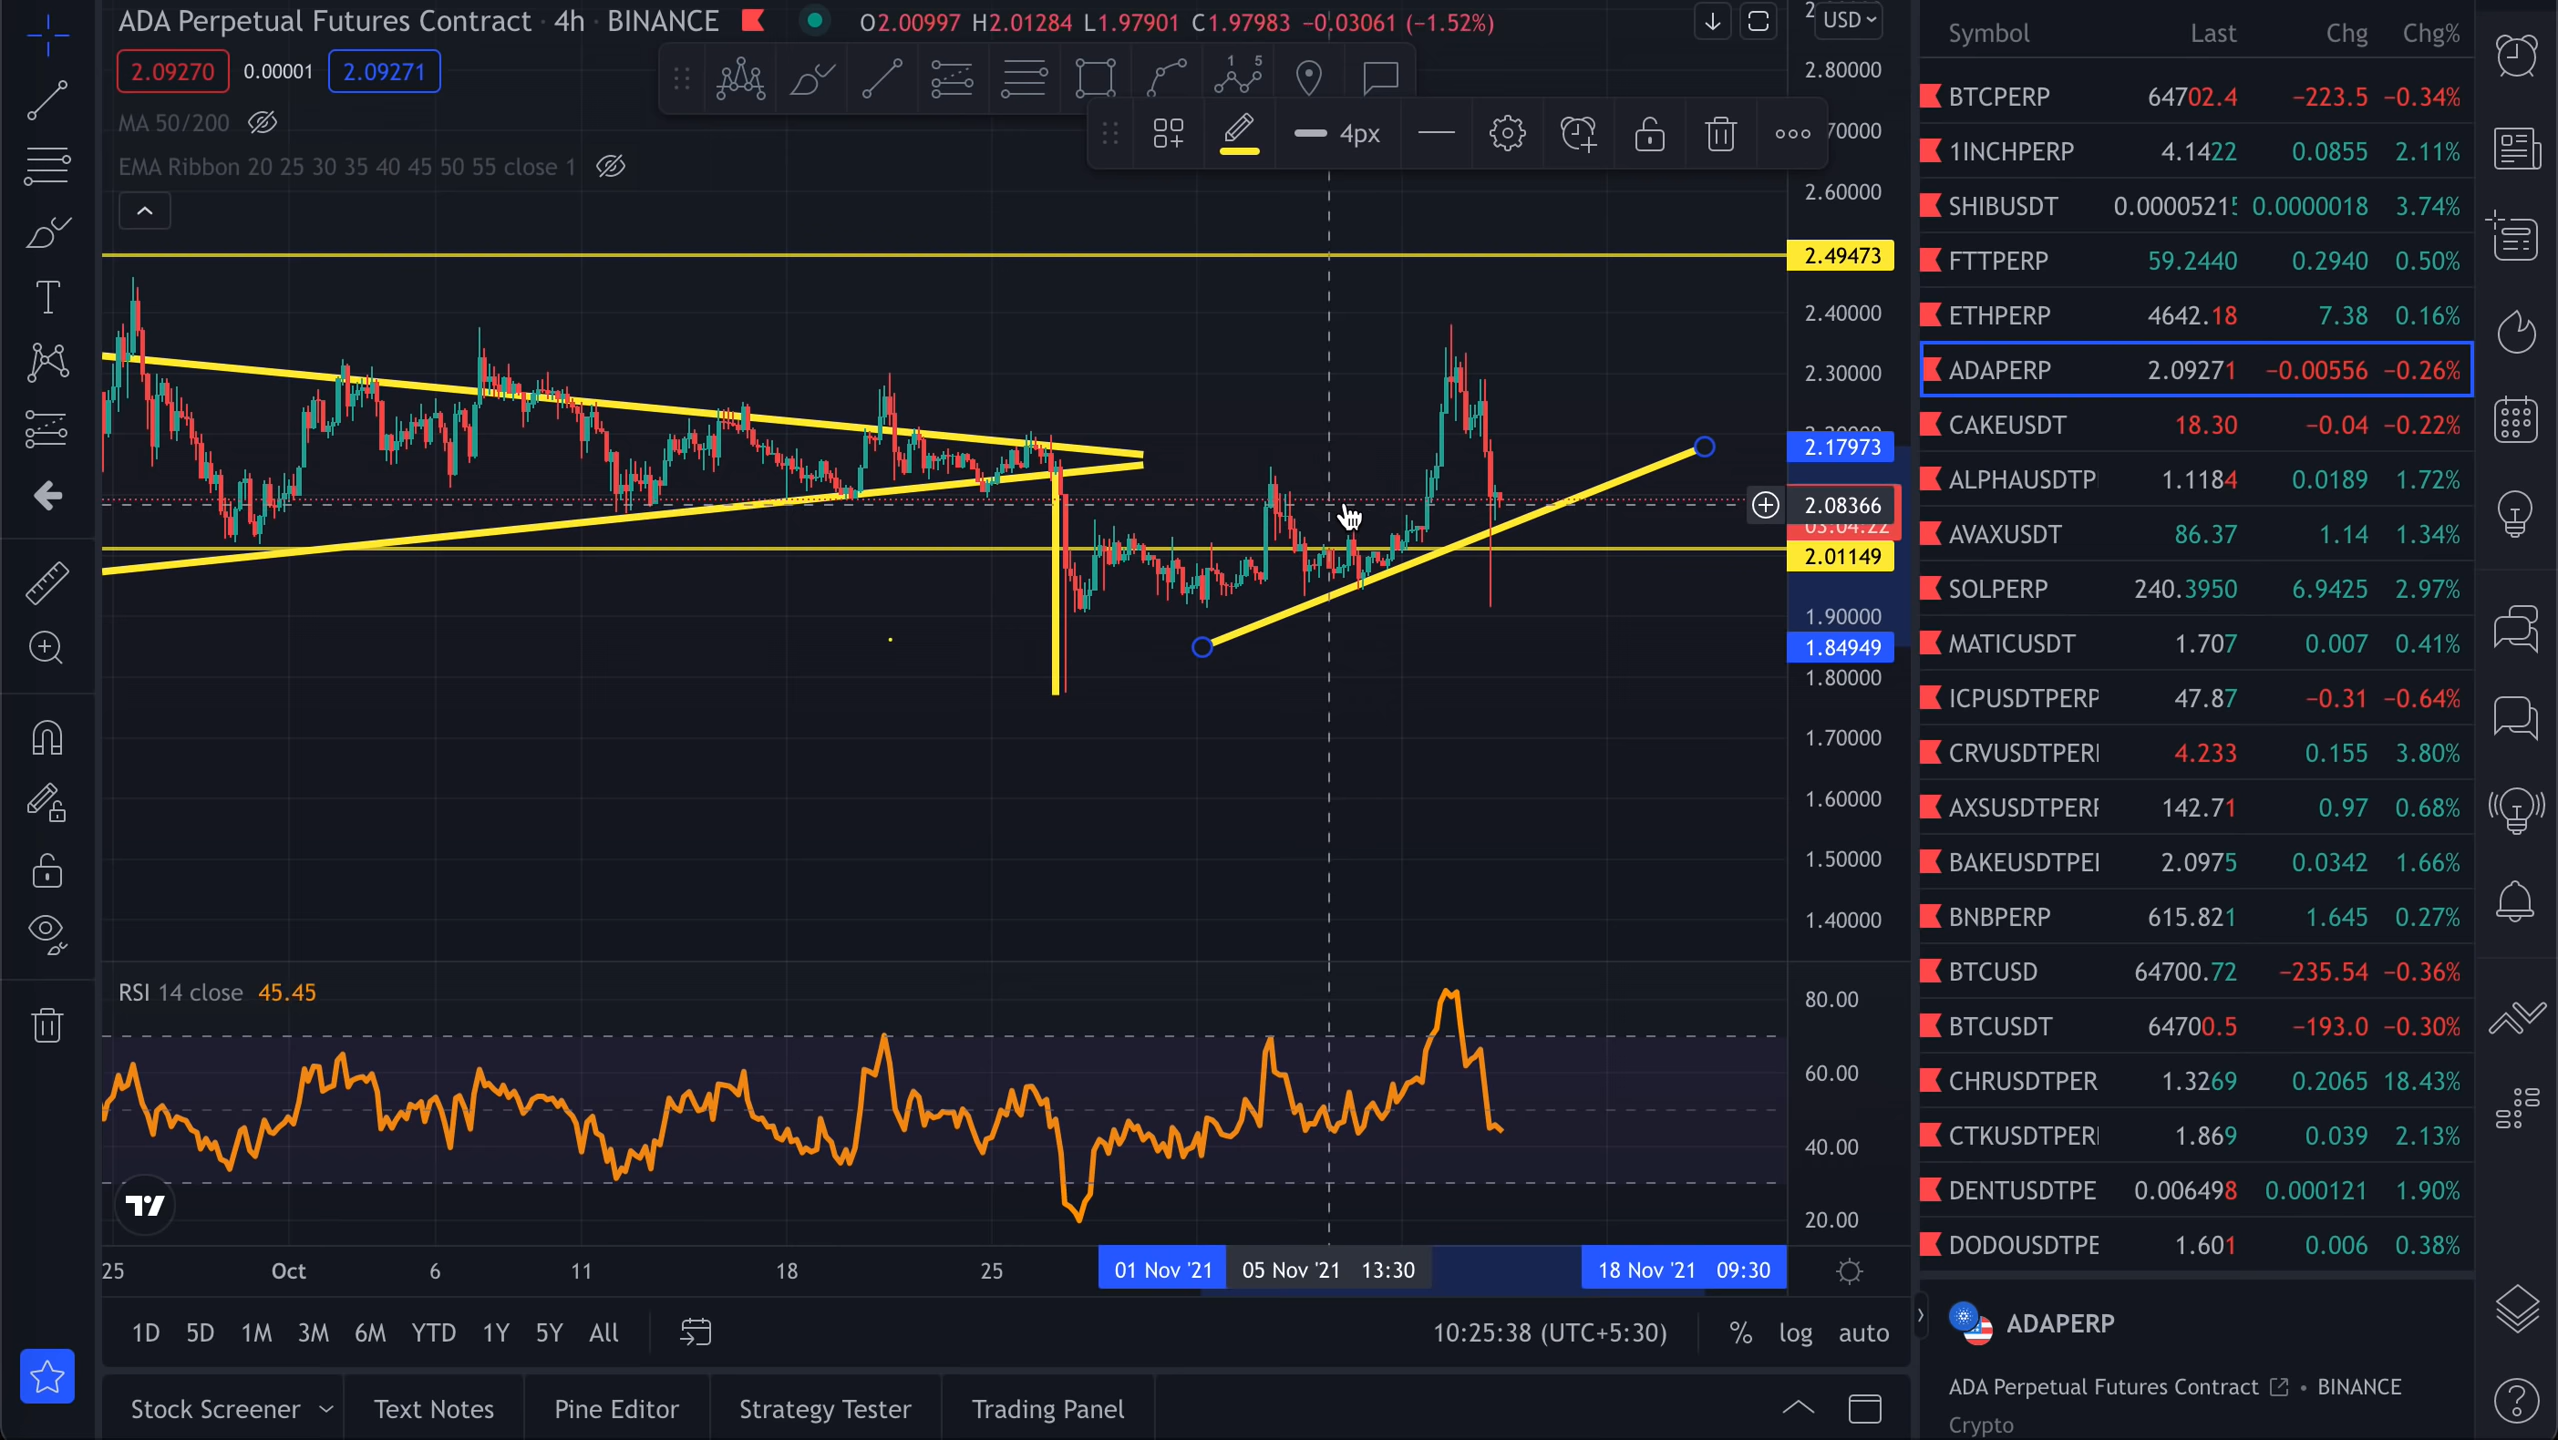 ADA Perpetual Futures Contract · 4h · BINANCE O2.00997 H2.01284 L1.97901 C1.97983 −0.03061 (−1.52%)
USD
2.09270 0.00001 2.09271
MA 50/200
EMA Ribbon 20 25 30 35 40 45 50 55 close 1
1 5
4px
2.80000
70000
2.60000
2.49473
2.40000
2.30000
2.17973
2.08366
03:04:22
2.01149
1.90000
1.84949
1.80000
1.70000
1.60000
1.50000
1.40000
RSI 14 close 45.45
80.00
60.00
40.00
20.00
25 Oct 6 11 18 25 01 Nov '21 05 Nov '21 13:30 18 Nov '21 09:30
1D 5D 1M 3M 6M YTD 1Y 5Y All 10:25:38 (UTC+5:30) % log auto
Stock Screener Text Notes Pine Editor Strategy Tester Trading Panel
Symbol Last Chg Chg%
BTCPERP 64702.4 −223.5 −0.34%
1INCHPERP 4.1422 0.0855 2.11%
SHIBUSDT 0.00005215 0.0000018 3.74%
FTTPERP 59.2440 0.2940 0.50%
ETHPERP 4642.18 7.38 0.16%
ADAPERP 2.09271 −0.00556 −0.26%
CAKEUSDT 18.30 −0.04 −0.22%
ALPHAUSDTP 1.1184 0.0189 1.72%
AVAXUSDT 86.37 1.14 1.34%
SOLPERP 240.3950 6.9425 2.97%
MATICUSDT 1.707 0.007 0.41%
ICPUSDTPERP 47.87 −0.31 −0.64%
CRVUSDTPER 4.233 0.155 3.80%
AXSUSDTPERP 142.71 0.97 0.68%
BAKEUSDTPE 2.0975 0.0342 1.66%
BNBPERP 615.821 1.645 0.27%
BTCUSD 64700.72 −235.54 −0.36%
BTCUSDT 64700.5 −193.0 −0.30%
CHRUSDTPER 1.3269 0.2065 18.43%
CTKUSDTPER 1.869 0.039 2.13%
DENTUSDTPE 0.006498 0.000121 1.90%
DODOUSDTPE 1.601 0.006 0.38%
ADAPERP
ADA Perpetual Futures Contract • BINANCE
Crypto